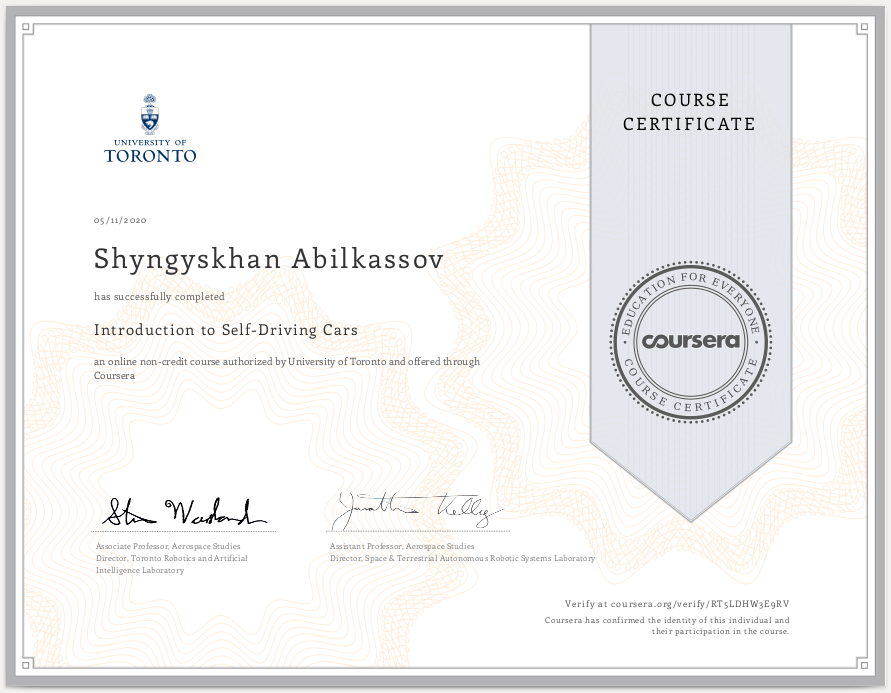 COURSE
CERTIFICATE
UNIVERSITY OF
TORONTO
05/11/2020
Shyngyskhan Abilkassov
has successfully completed
Introduction to Self-Driving Cars
an online non-credit course authorized by University of Toronto and offered through
Coursera
EDUCATION FOR EVERYONE
coursera
COURSE CERTIFICATE
Associate Professor, Aerospace Studies
Director, Toronto Robotics and Artificial
Intelligence Laboratory
Assistant Professor, Aerospace Studies
Director, Space & Terrestrial Autonomous Robotic Systems Laboratory
Verify at coursera.org/verify/RT5LDHW3E9RV
Coursera has confirmed the identity of this individual and
their participation in the course.